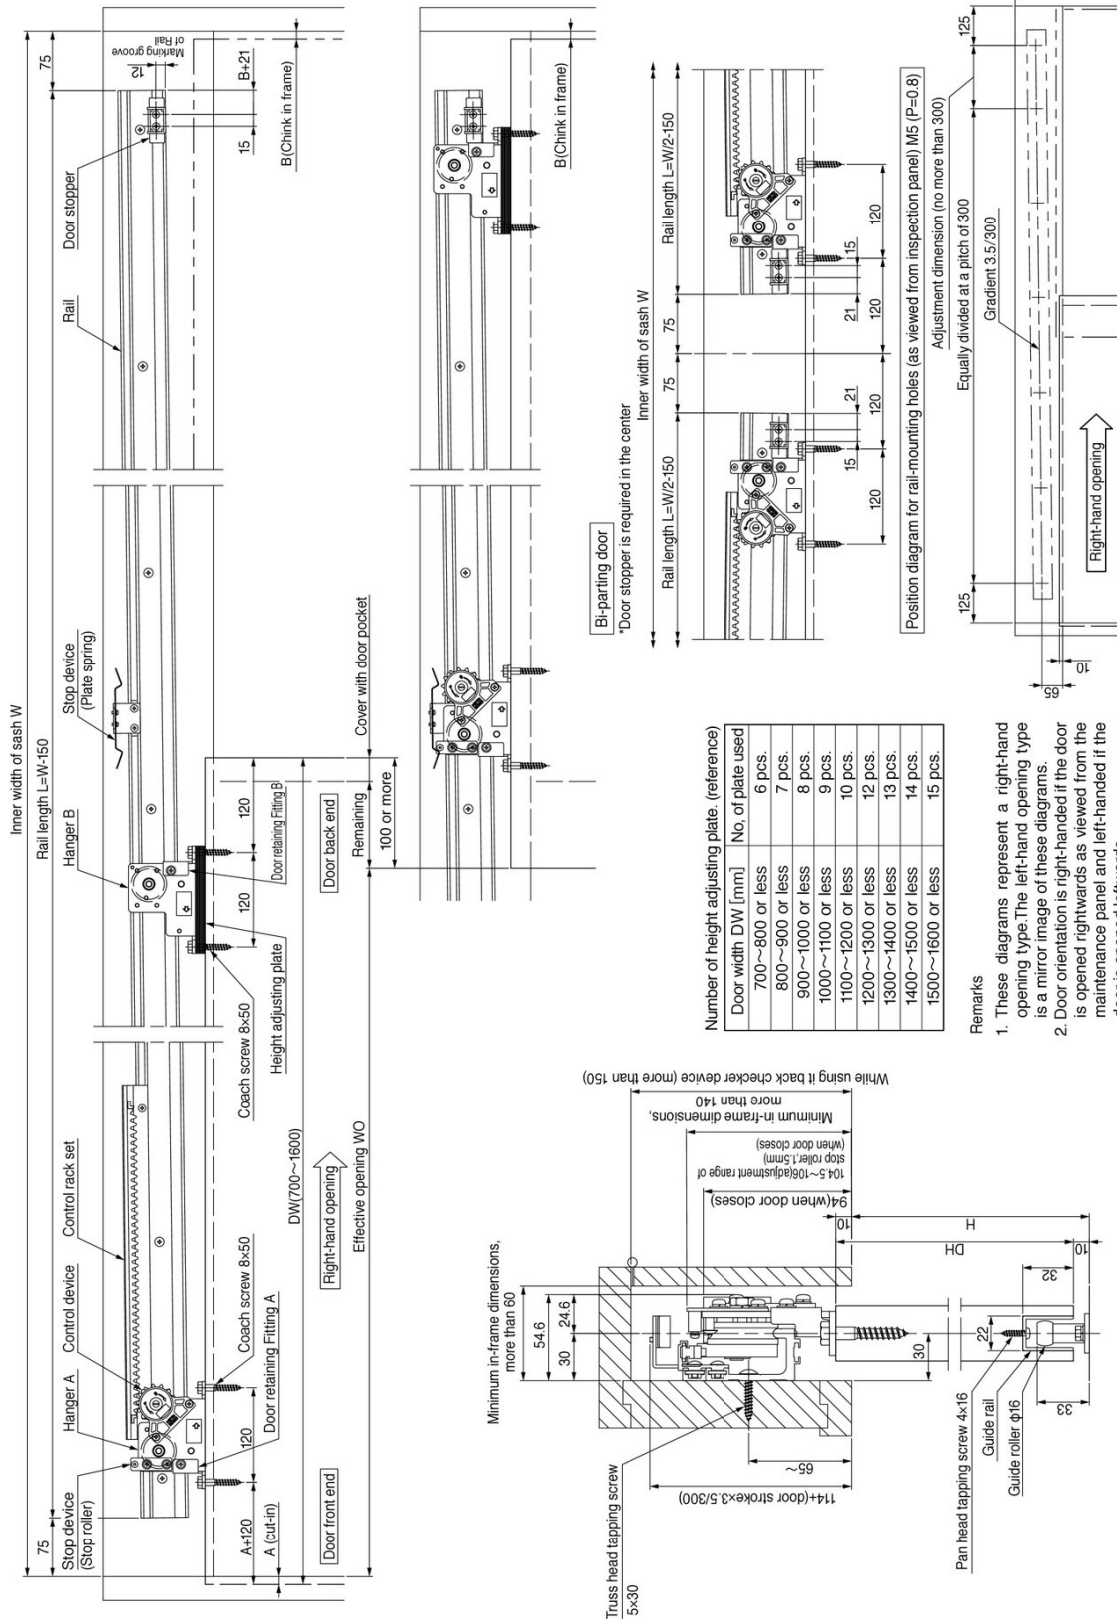 Inner width of sash W
Rail length L=W-150
75
75
Stop device
(Stop roller)
Hanger A
Control device
Control rack set
Hanger B
Stop device
(Plate spring)
Rail
Door stopper
12
Marking groove
of Rail
15
B+21
B(Chink in frame)
A+120
120
A (cut-in)
Coach screw 8×50
Door retaining Fitting A
Door front end
Coach screw 8×50
Height adjusting plate
120
120
Door retaining Fitting B
Door back end
DW(700~1600)
Right-hand opening
Effective opening WO
Remaining
100 or more
Cover with door pocket
B(Chink in frame)
Minimum in-frame dimensions,
more than 60
54.6
30
24.6
Truss head tapping screw
5×30
65~
114+(door stroke×3.5/300)
94(when door closes)
104.5~106(adjustment range of
stop roller,1.5mm)
(when door closes)
Minimum in-frame dimensions,
more than 140
While using it back checker device (more than 150)
10
DH
H
30
Pan head tapping screw 4×16
Guide rail
Guide roller φ16
22
32
10
33
Number of height adjusting plate. (reference)
Door width DW [mm] No, of plate used
700~800 or less 6 pcs.
800~900 or less 7 pcs.
900~1000 or less 8 pcs.
1000~1100 or less 9 pcs.
1100~1200 or less 10 pcs.
1200~1300 or less 12 pcs.
1300~1400 or less 13 pcs.
1400~1500 or less 14 pcs.
1500~1600 or less 15 pcs.
Remarks
1. These diagrams represent a right-hand
opening type.The left-hand opening type
is a mirror image of these diagrams.
2. Door orientation is right-handed if the door
is opened rightwards as viewed from the
maintenance panel and left-handed if the
Bi-parting door
*Door stopper is required in the center
Inner width of sash W
Rail length L=W/2-150
75
75
Rail length L=W/2-150
15
21
21
15
120
120
120
120
Position diagram for rail-mounting holes (as viewed from inspection panel) M5 (P=0.8)
Adjustment dimension (no more than 300)
125
Equally divided at a pitch of 300
125
Gradient 3.5/300
65
10
Right-hand opening